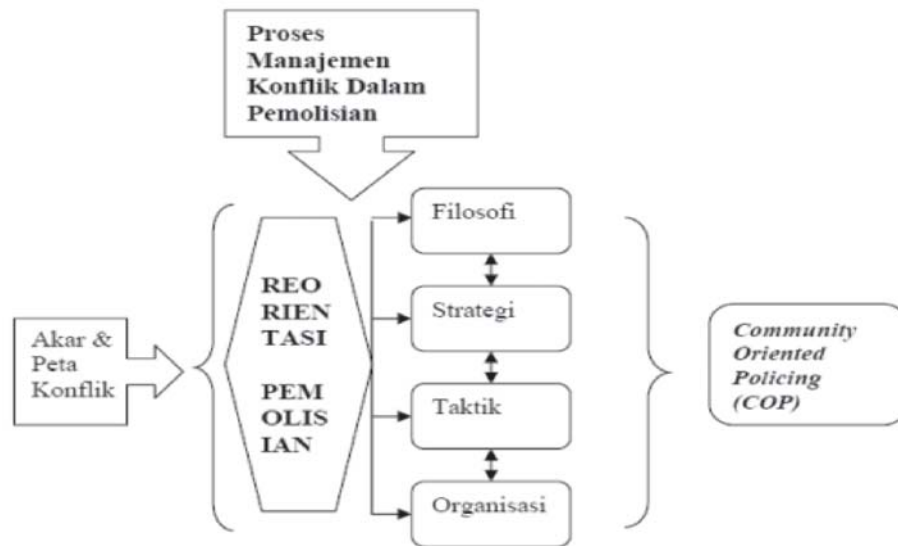 Proses
Manajemen
Konflik Dalam
Pemolisian
Akar &
Peta
Konflik
REO
RIEN
TASI
PEM
OLIS
IAN
Filosofi
Strategi
Taktik
Organisasi
Community
Oriented
Policing
(COP)